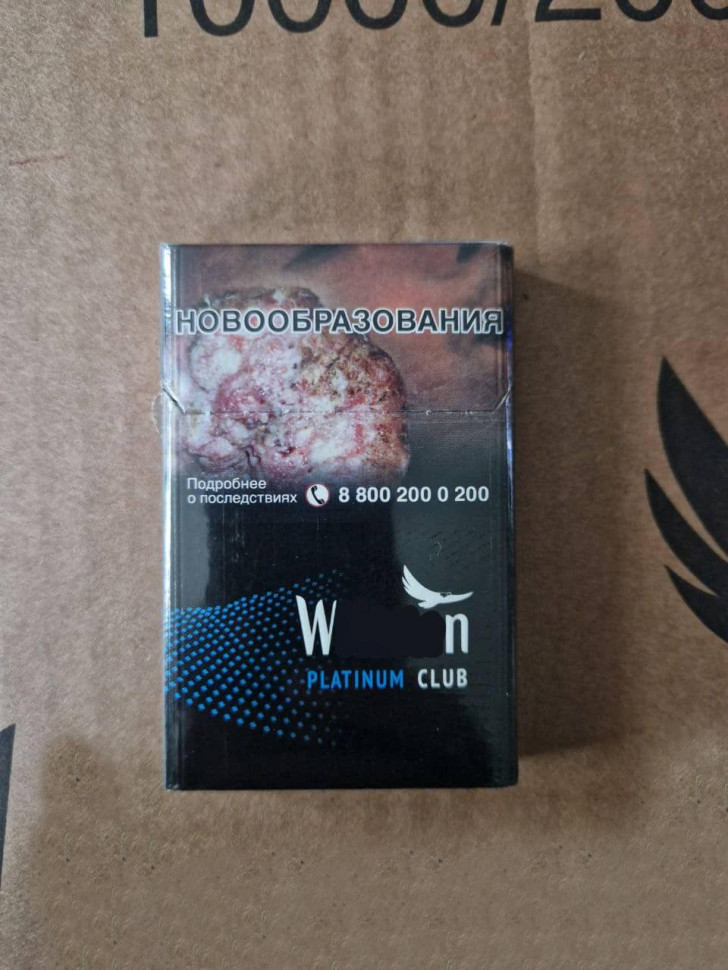 НОВООБРАЗОВАНИЯ
Подробнее
о последствиях 8 800 200 0 200
PLATINUM CLUB